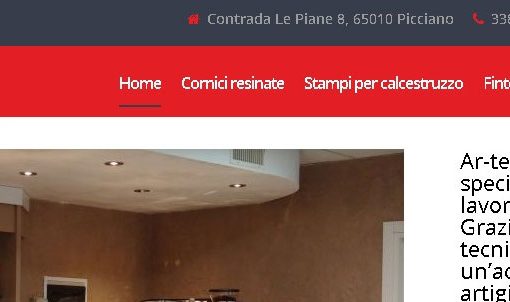 Contrada Le Piane 8, 65010 Picciano 338
Home Cornici resinate Stampi per calcestruzzo Fint
Ar-te
speci
lavor
Grazi
tecni
un'ac
artigi